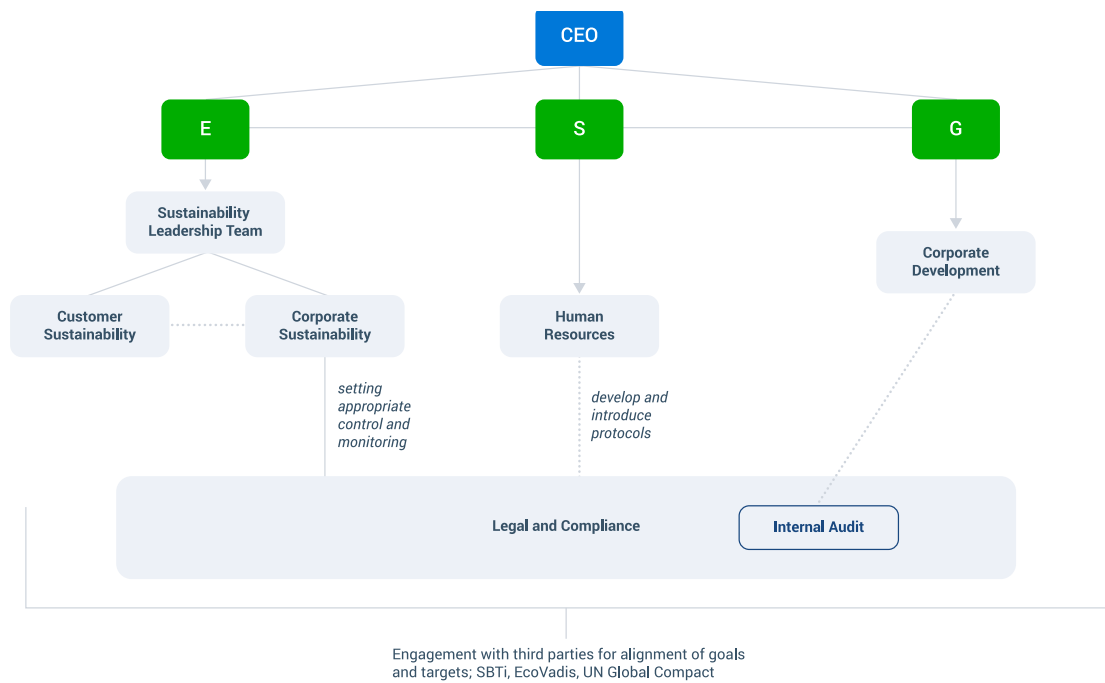 CEO
E
S
G
Sustainability
Leadership Team
Corporate
Development
Customer
Sustainability
Corporate
Sustainability
Human
Resources
setting
appropriate
control and
monitoring
develop and
introduce
protocols
Legal and Compliance
Internal Audit
Engagement with third parties for alignment of goals
and targets; SBTi, EcoVadis, UN Global Compact